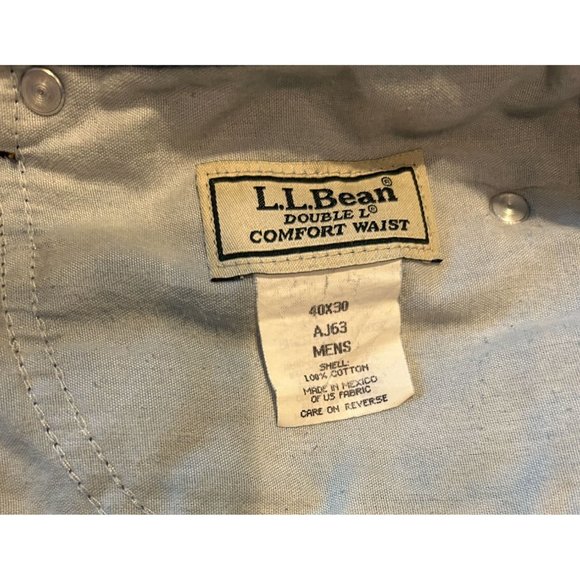 L.L.Bean®
DOUBLE L®
COMFORT WAIST
40X30
AJ63
MENS
SHELL:
100% COTTON
MADE IN MEXICO
OF US FABRIC
CARE ON REVERSE